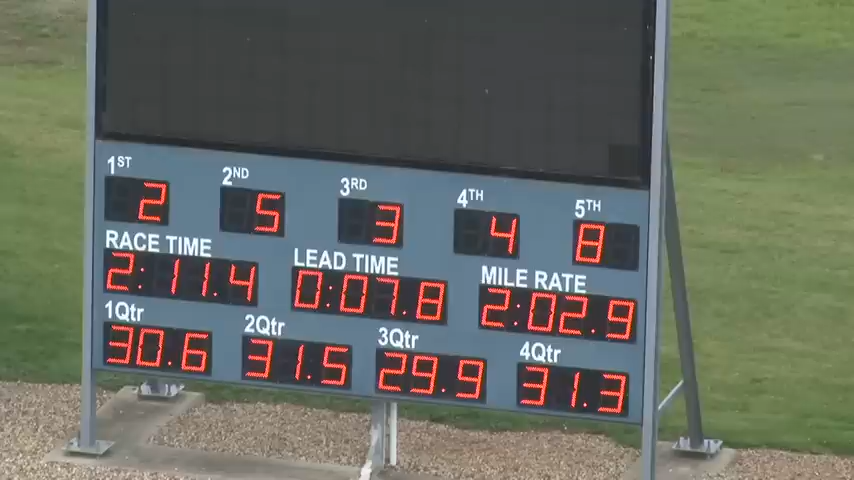 1ST 2ND 3RD 4TH 5TH
2 5 3 4 8
RACE TIME LEAD TIME MILE RATE
2:11.4 0:07.8 2:02.9
1Qtr 2Qtr 3Qtr 4Qtr
30.6 31.5 29.9 31.3